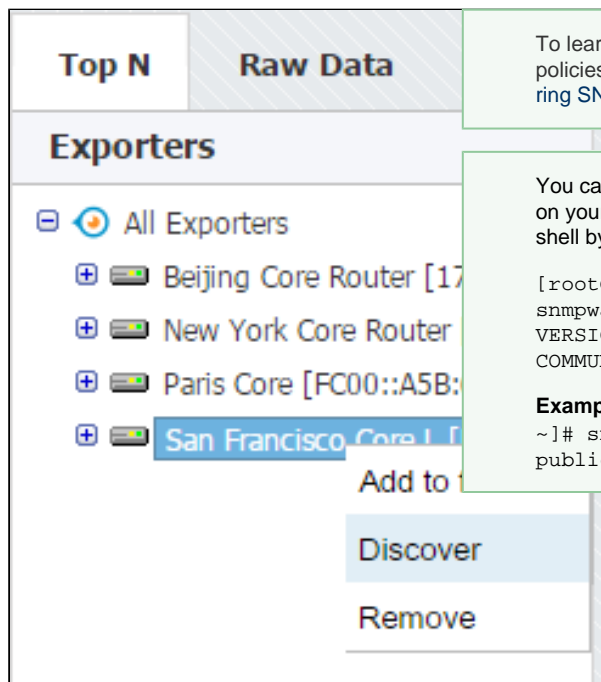 Top N Raw Data
Exporters
All Exporters
Beijing Core Router [17
New York Core Router
Paris Core [FC00::A5B:
San Francisco Core I. [
Add to
Discover
Remove
To lear
policies
ring SN
You ca
on you
shell by
[root
snmpw
VERSI
COMMU
Examp
~]# s
publi